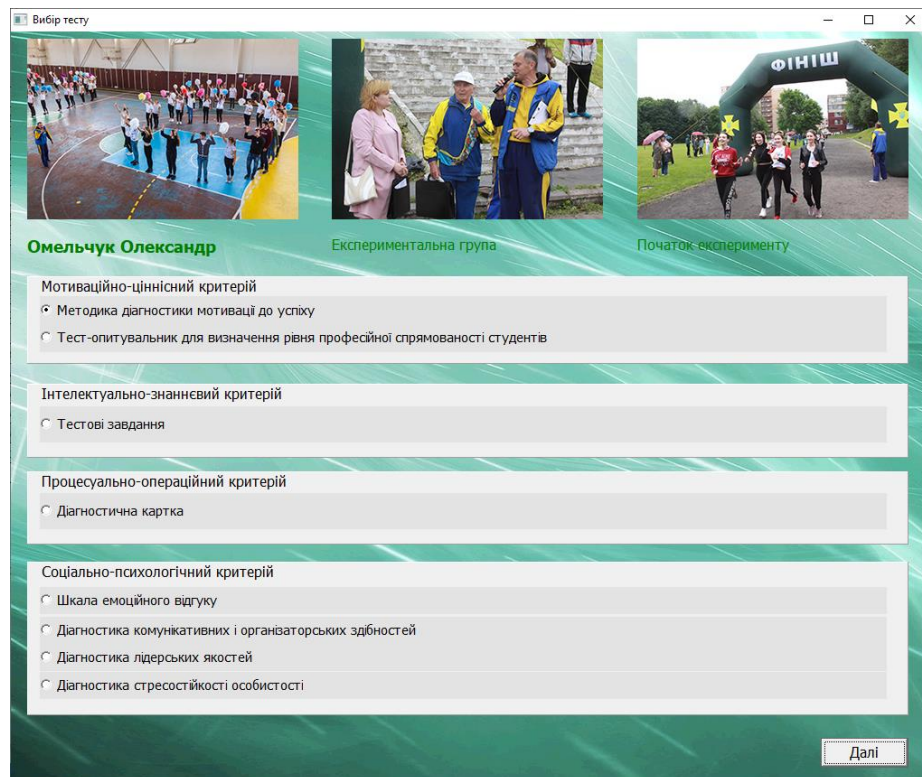 Вибір тесту
ФІНІШ
Омельчук Олександр
Експериментальна група
Початок експерименту
Мотиваційно-ціннісний критерій
Методика діагностики мотивації до успіху
Тест-опитувальник для визначення рівня професійної спрямованості студентів
Інтелектуально-знаннєвий критерій
Тестові завдання
Процесуально-операційний критерій
Діагностична картка
Соціально-психологічний критерій
Шкала емоційного відгуку
Діагностика комунікативних і організаторських здібностей
Діагностика лідерських якостей
Діагностика стресостійкості особистості
Далі